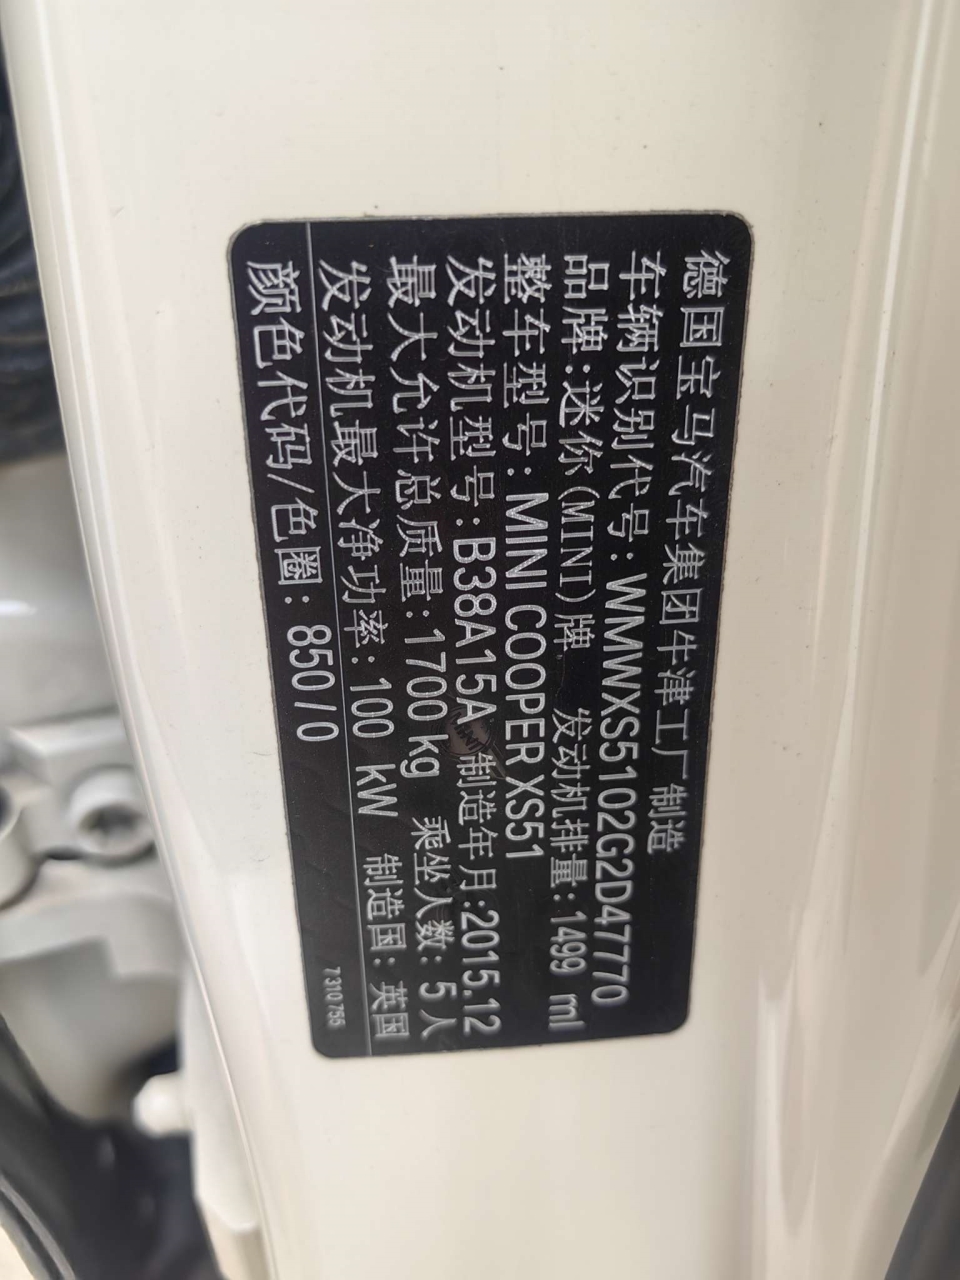 德国宝马汽车集团牛津工厂制造
车辆识别代号: WMWXS5102G2D47770
品牌:迷你(MINI)牌 发动机排量:1499 ml
整车型号: MINI COOPER XS51
发动机型号:B38A15A 制造年月:2015.12
最大允许总质量:1700kg 乘坐人数: 5人
发动机最大净功率:100 kW 制造国: 英国
颜色代码/色圈: 850/0
7310755
MINI